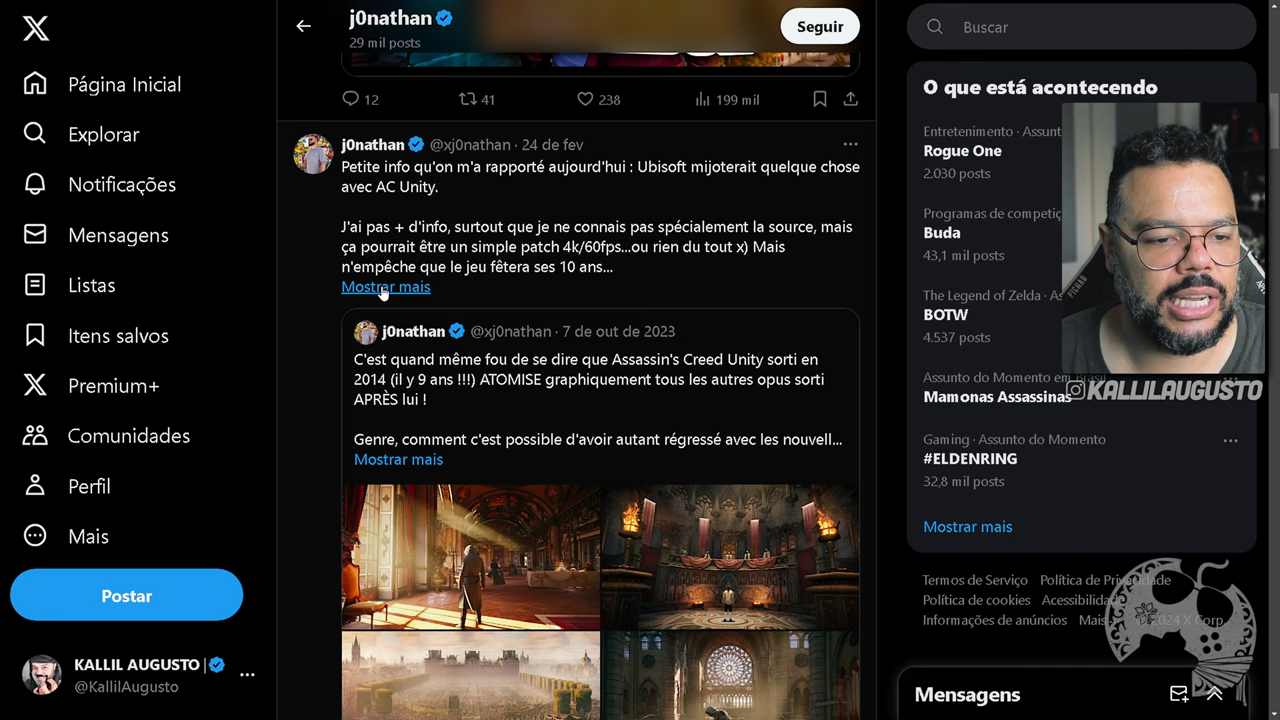 Página Inicial
Explorar
Notificações
Mensagens
Listas
Itens salvos
Premium+
Comunidades
Perfil
Mais
Postar
KALLIL AUGUSTO |
@KallilAugusto
j0nathan
29 mil posts
Seguir
12
41
238
199 mil
j0nathan @xj0nathan · 24 de fev
Petite info qu'on m'a rapporté aujourd'hui : Ubisoft mijoterait quelque chose
avec AC Unity.
J'ai pas + d'info, surtout que je ne connais pas spécialement la source, mais
ça pourrait être un simple patch 4k/60fps...ou rien du tout x) Mais
n'empêche que le jeu fêtera ses 10 ans...
Mostrar mais
j0nathan @xj0nathan · 7 de out de 2023
C'est quand même fou de se dire que Assassin's Creed Unity sorti en
2014 (il y 9 ans !!!) ATOMISE graphiquement tous les autres opus sorti
APRÈS lui !
Genre, comment c'est possible d'avoir autant régressé avec les nouvell...
Mostrar mais
Buscar
O que está acontecendo
Entretenimento · Assunt
Rogue One
2.030 posts
Programas de competiç
Buda
43,1 mil posts
The Legend of Zelda · As
BOTW
4.537 posts
Assunto do Momento em Brasil
Mamonas Assassinas
KALLILAUGUSTO
Gaming · Assunto do Momento
#ELDENRING
32,8 mil posts
Mostrar mais
Termos de Serviço Política de Privacidade
Política de cookies Acessibilidade
Informações de anúncios Mais 2024 X Corp.
Mensagens
PICHAU